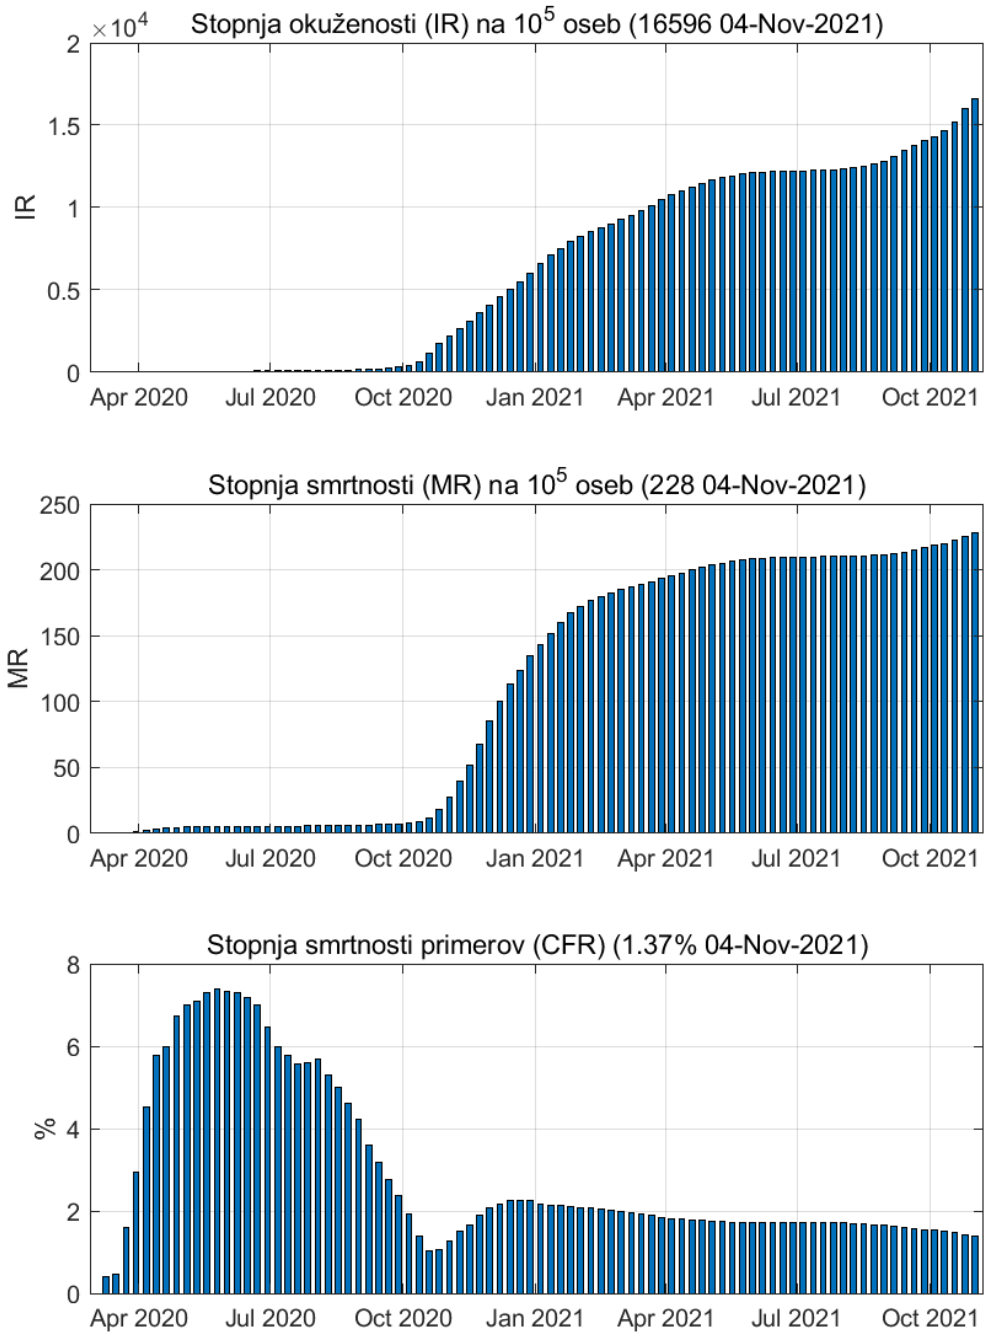 Stopnja okuženosti (IR) na 10^5 oseb (16596 04-Nov-2021)
×10^4
2
1.5
1
0.5
0
IR
Apr 2020 Jul 2020 Oct 2020 Jan 2021 Apr 2021 Jul 2021 Oct 2021
Stopnja smrtnosti (MR) na 10^5 oseb (228 04-Nov-2021)
250
200
150
100
50
0
MR
Apr 2020 Jul 2020 Oct 2020 Jan 2021 Apr 2021 Jul 2021 Oct 2021
Stopnja smrtnosti primerov (CFR) (1.37% 04-Nov-2021)
8
6
4
2
0
%
Apr 2020 Jul 2020 Oct 2020 Jan 2021 Apr 2021 Jul 2021 Oct 2021